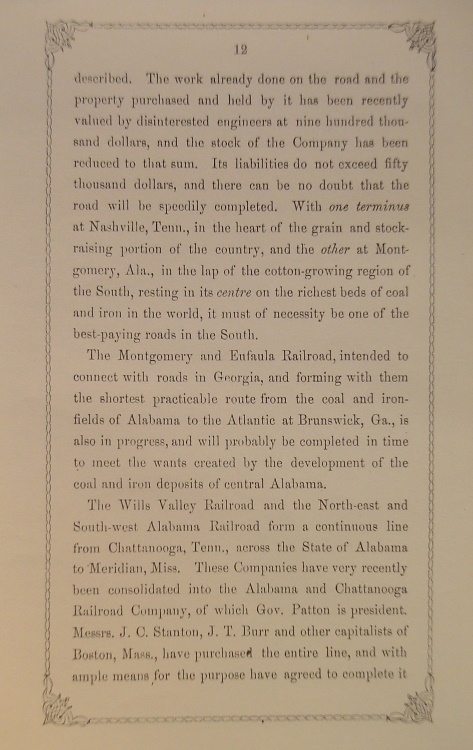 12
described. The work already done on the road and the
property purchased and held by it has been recently
valued by disinterested engineers at nine hundred thou-
sand dollars, and the stock of the Company has been
reduced to that sum. Its liabilities do not exceed fifty
thousand dollars, and there can be no doubt that the
road will be speedily completed. With one terminus
at Nashville, Tenn., in the heart of the grain and stock-
raising portion of the country, and the other at Mont-
gomery, Ala., in the lap of the cotton-growing region of
the South, resting in its centre on the richest beds of coal
and iron in the world, it must of necessity be one of the
best-paying roads in the South.
The Montgomery and Eufaula Railroad, intended to
connect with roads in Georgia, and forming with them
the shortest practicable route from the coal and iron-
fields of Alabama to the Atlantic at Brunswick, Ga., is
also in progress, and will probably be completed in time
to meet the wants created by the development of the
coal and iron deposits of central Alabama.
The Wills Valley Railroad and the North-east and
South-west Alabama Railroad form a continuous line
from Chattanooga, Tenn., across the State of Alabama
to Meridian, Miss. These Companies have very recently
been consolidated into the Alabama and Chattanooga
Railroad Company, of which Gov. Patton is president.
Messrs. J. C. Stanton, J. T. Burr and other capitalists of
Boston, Mass., have purchased the entire line, and with
ample means for the purpose have agreed to complete it